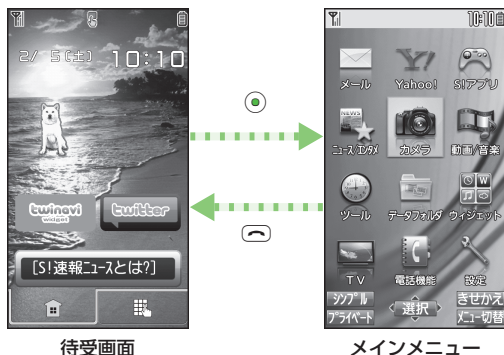 2/ 5(土) 10:10
twinavi
widget
twitter
[S!速報ニュースとは?]
待受画面
10:10
メール
Yahoo!
S!アプリ
NEWS
ニュース/エンタメ
カメラ
動画/音楽
ツール
データフォルダ
ウィジェット
TV
電話機能
設定
シンプル
プライベート
選択
きせかえ
メニュー切替
メインメニュー